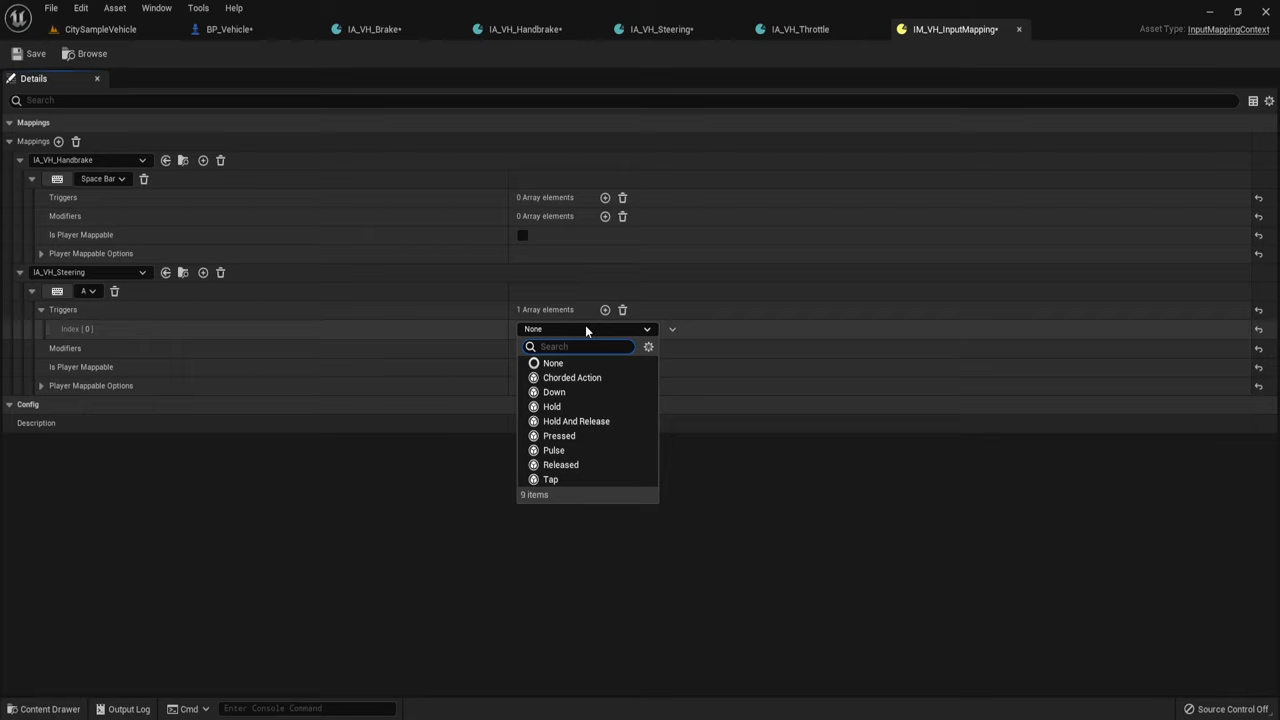 File Edit Asset Window Tools Help
CitySampleVehicle BP_Vehicle* IA_VH_Brake* IA_VH_Handbrake* IA_VH_Steering* IA_VH_Throttle IM_VH_InputMapping* Asset Type: InputMappingContext
Save Browse
Details
Search
Mappings
Mappings
IA_VH_Handbrake
Space Bar
Triggers 0 Array elements
Modifiers 0 Array elements
Is Player Mappable
Player Mappable Options
IA_VH_Steering
A
Triggers 1 Array elements
Index [ 0 ] None
Search
Modifiers
None
Is Player Mappable
Chorded Action
Player Mappable Options
Down
Config
Hold
Description
Hold And Release
Pressed
Pulse
Released
Tap
9 items
Content Drawer Output Log Cmd Enter Console Command Source Control Off